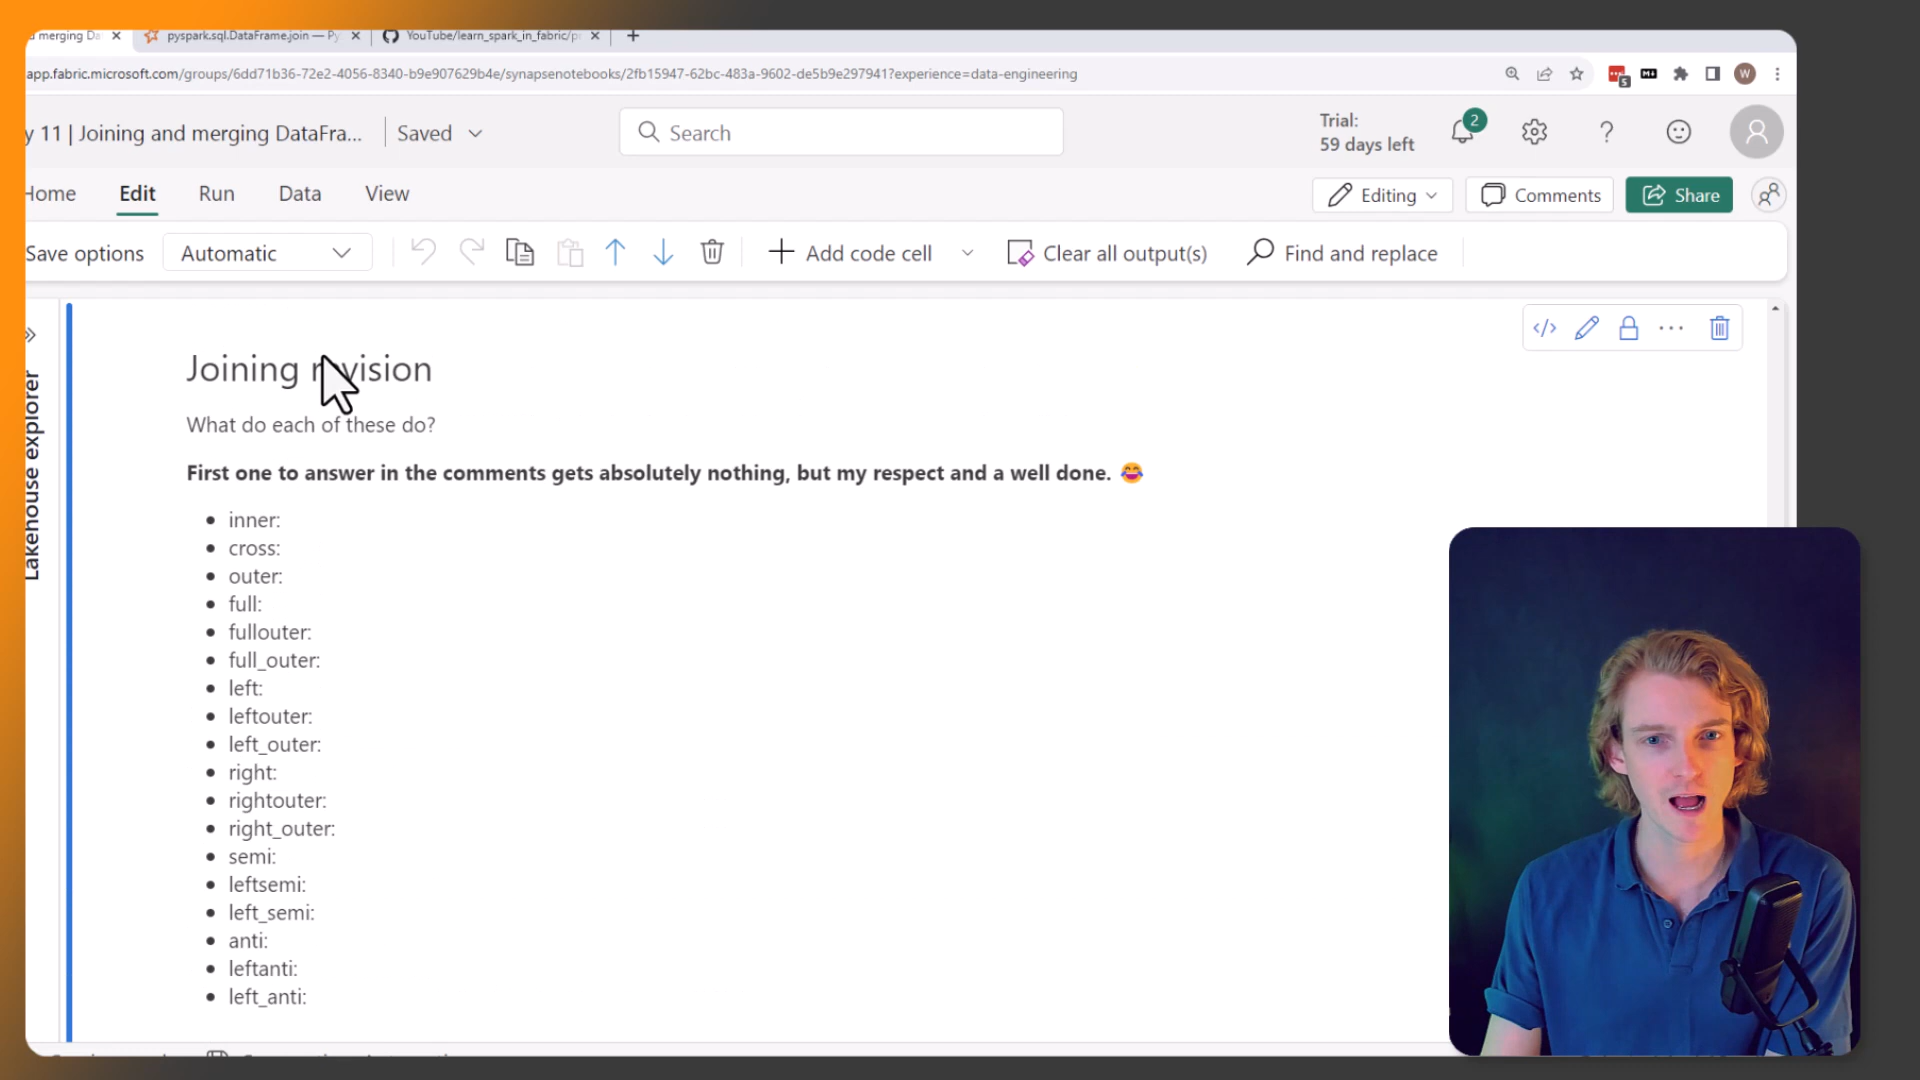 merging Da
pyspark.sql.DataFrame.join — Py
YouTube/learn_spark_in_fabric/pr
app.fabric.microsoft.com/groups/6dd71b36-72e2-4056-8340-b9e907629b4e/synapsenotebooks/2fb15947-62bc-483a-9602-de5b9e297941?experience=data-engineering
5
W
y 11 | Joining and merging DataFra...
Saved
Search
Trial:
59 days left
2
Home
Edit
Run
Data
View
Editing
Comments
Share
Save options
Automatic
Add code cell
Clear all output(s)
Find and replace
Lakehouse explorer
Joining revision
What do each of these do?
First one to answer in the comments gets absolutely nothing, but my respect and a well done. 😂
• inner:
• cross:
• outer:
• full:
• fullouter:
• full_outer:
• left:
• leftouter:
• left_outer:
• right:
• rightouter:
• right_outer:
• semi:
• leftsemi:
• left_semi:
• anti:
• leftanti:
• left_anti: